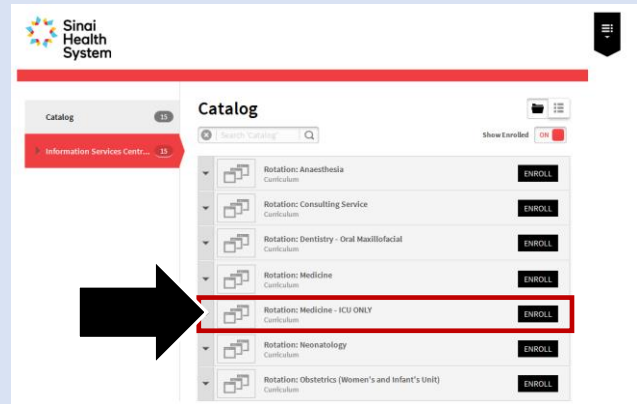 Sinai
Health
System
Catalog 15
Information Services Centr... 15
Catalog
Search 'Catalog'
Show Enrolled ON
Rotation: Anaesthesia
Curriculum
ENROLL
Rotation: Consulting Service
Curriculum
ENROLL
Rotation: Dentistry - Oral Maxillofacial
Curriculum
ENROLL
Rotation: Medicine
Curriculum
ENROLL
Rotation: Medicine - ICU ONLY
Curriculum
ENROLL
Rotation: Neonatology
Curriculum
ENROLL
Rotation: Obstetrics (Women's and Infant's Unit)
Curriculum
ENROLL